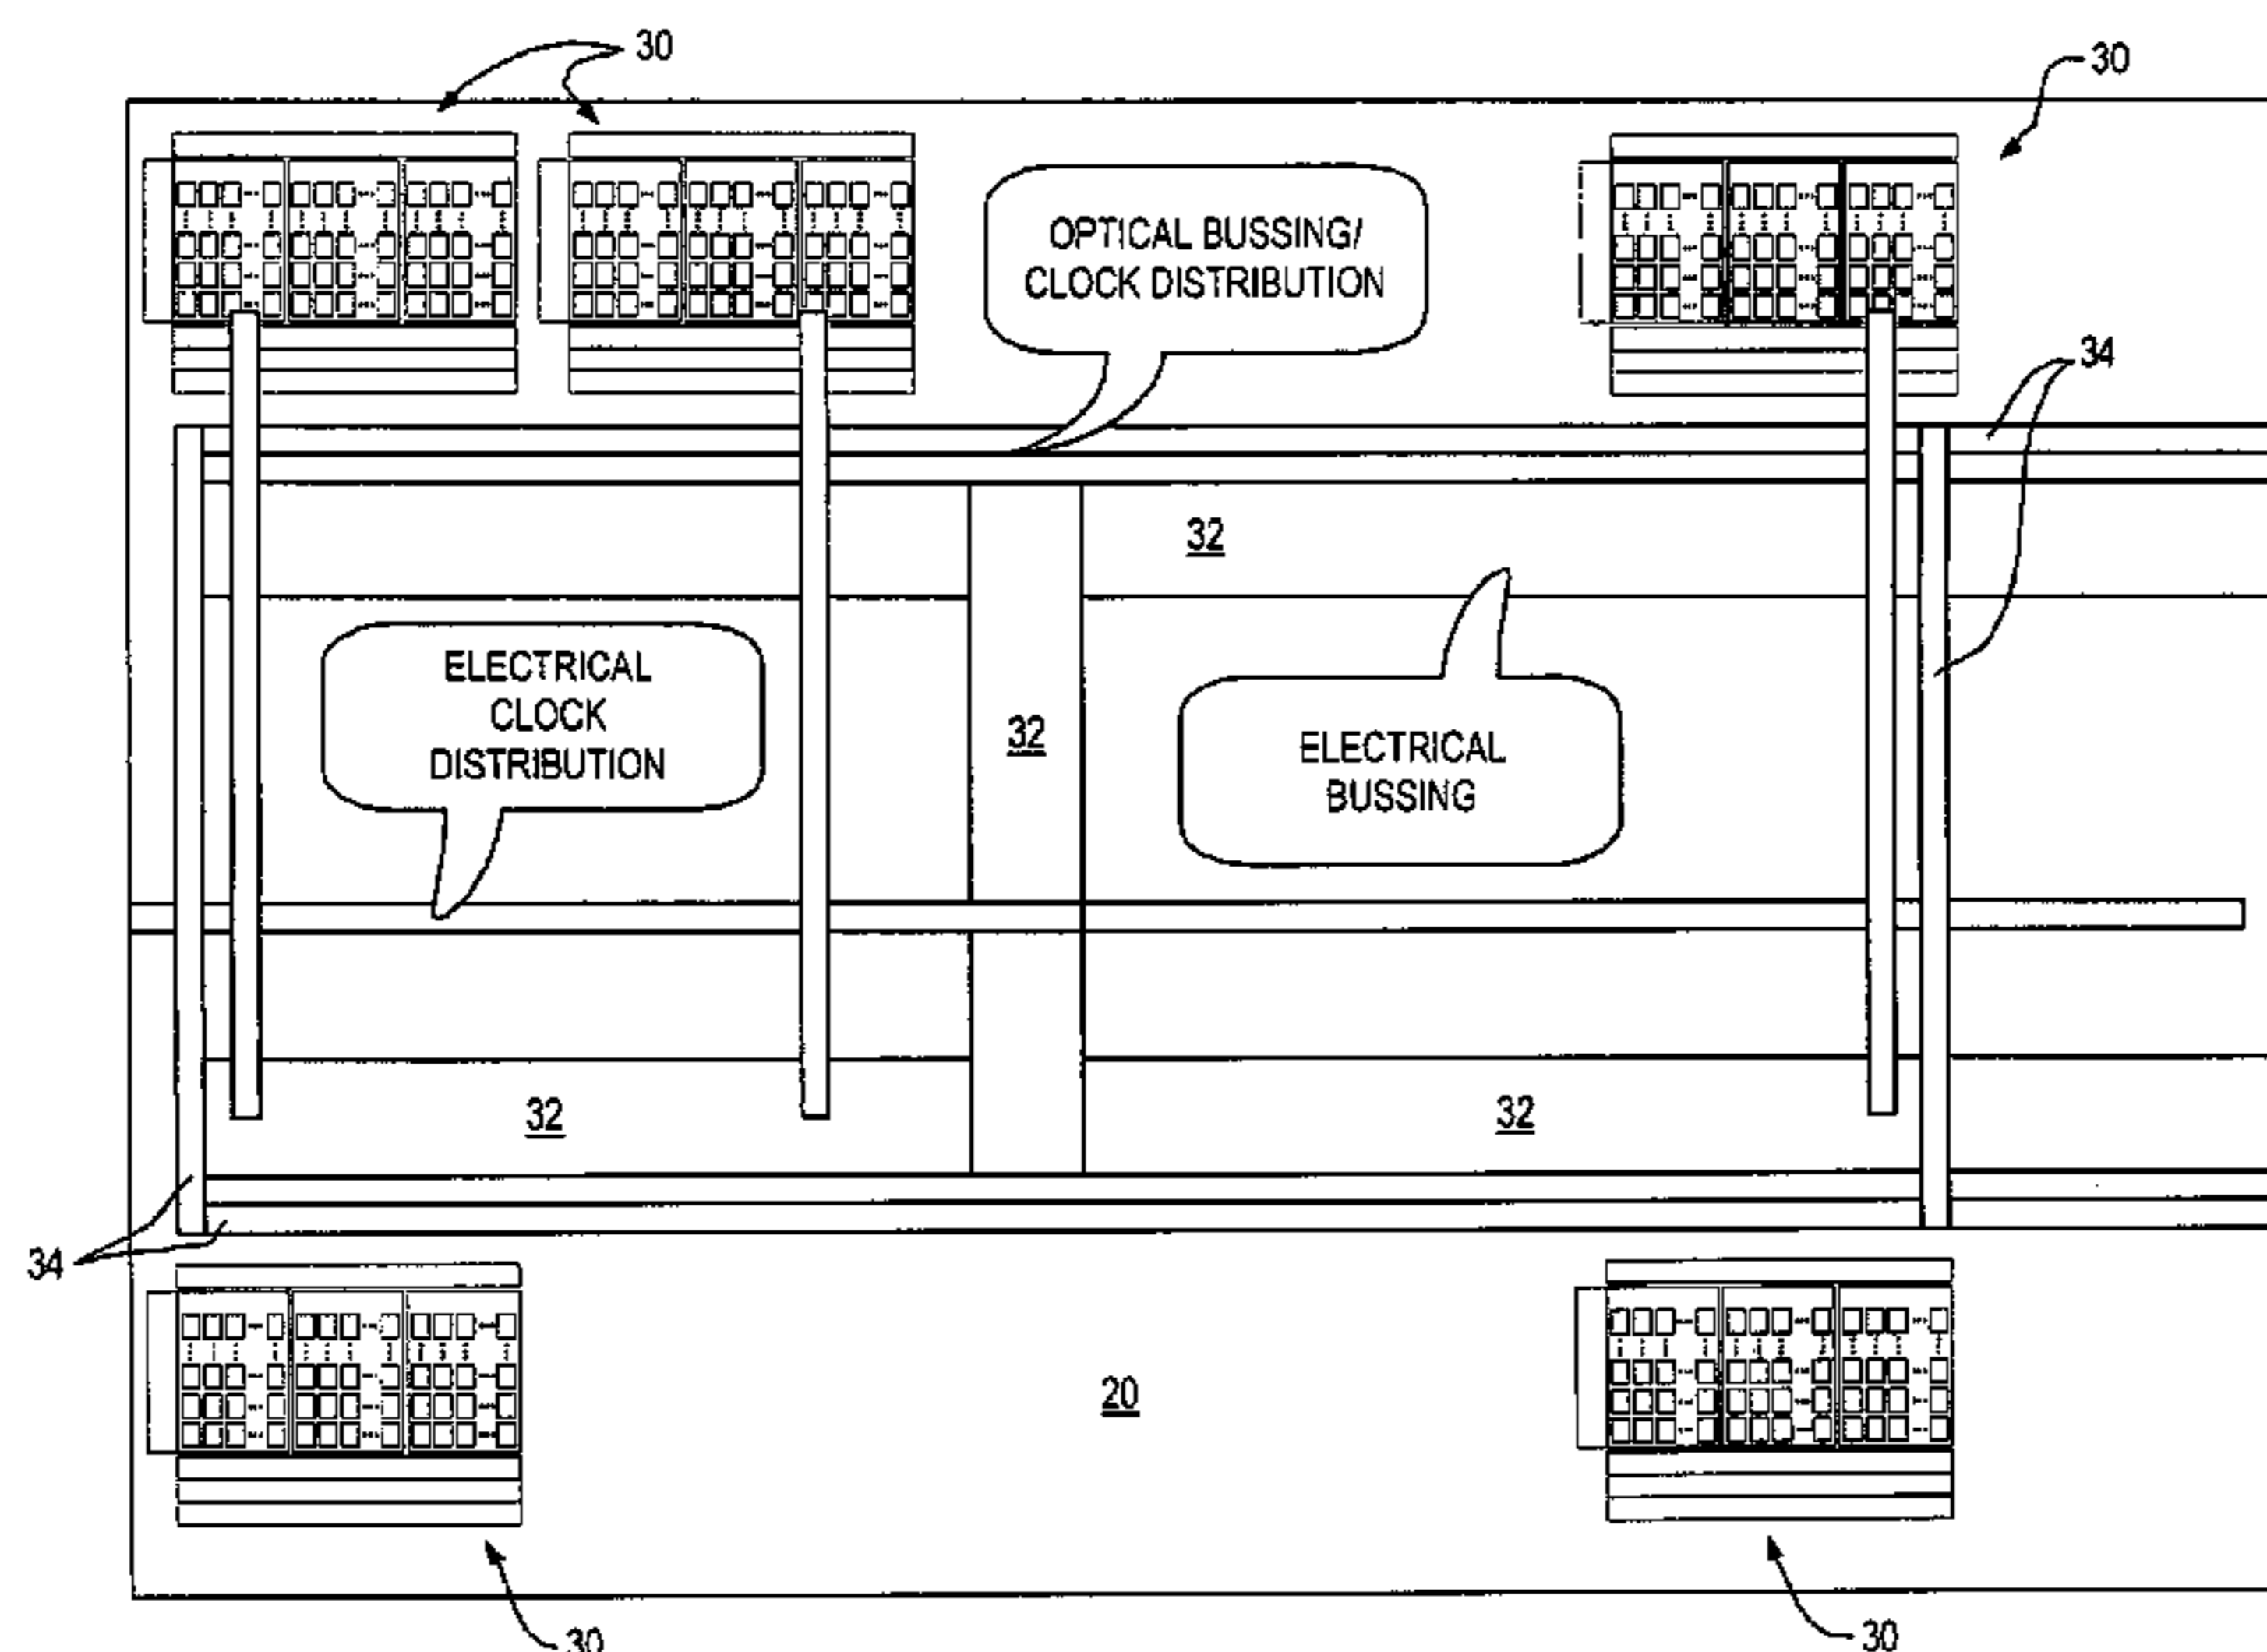 30
30
OPTICAL BUSSING/
CLOCK DISTRIBUTION
34
32
ELECTRICAL
CLOCK
DISTRIBUTION
32
ELECTRICAL
BUSSING
32
32
34
20
30
30